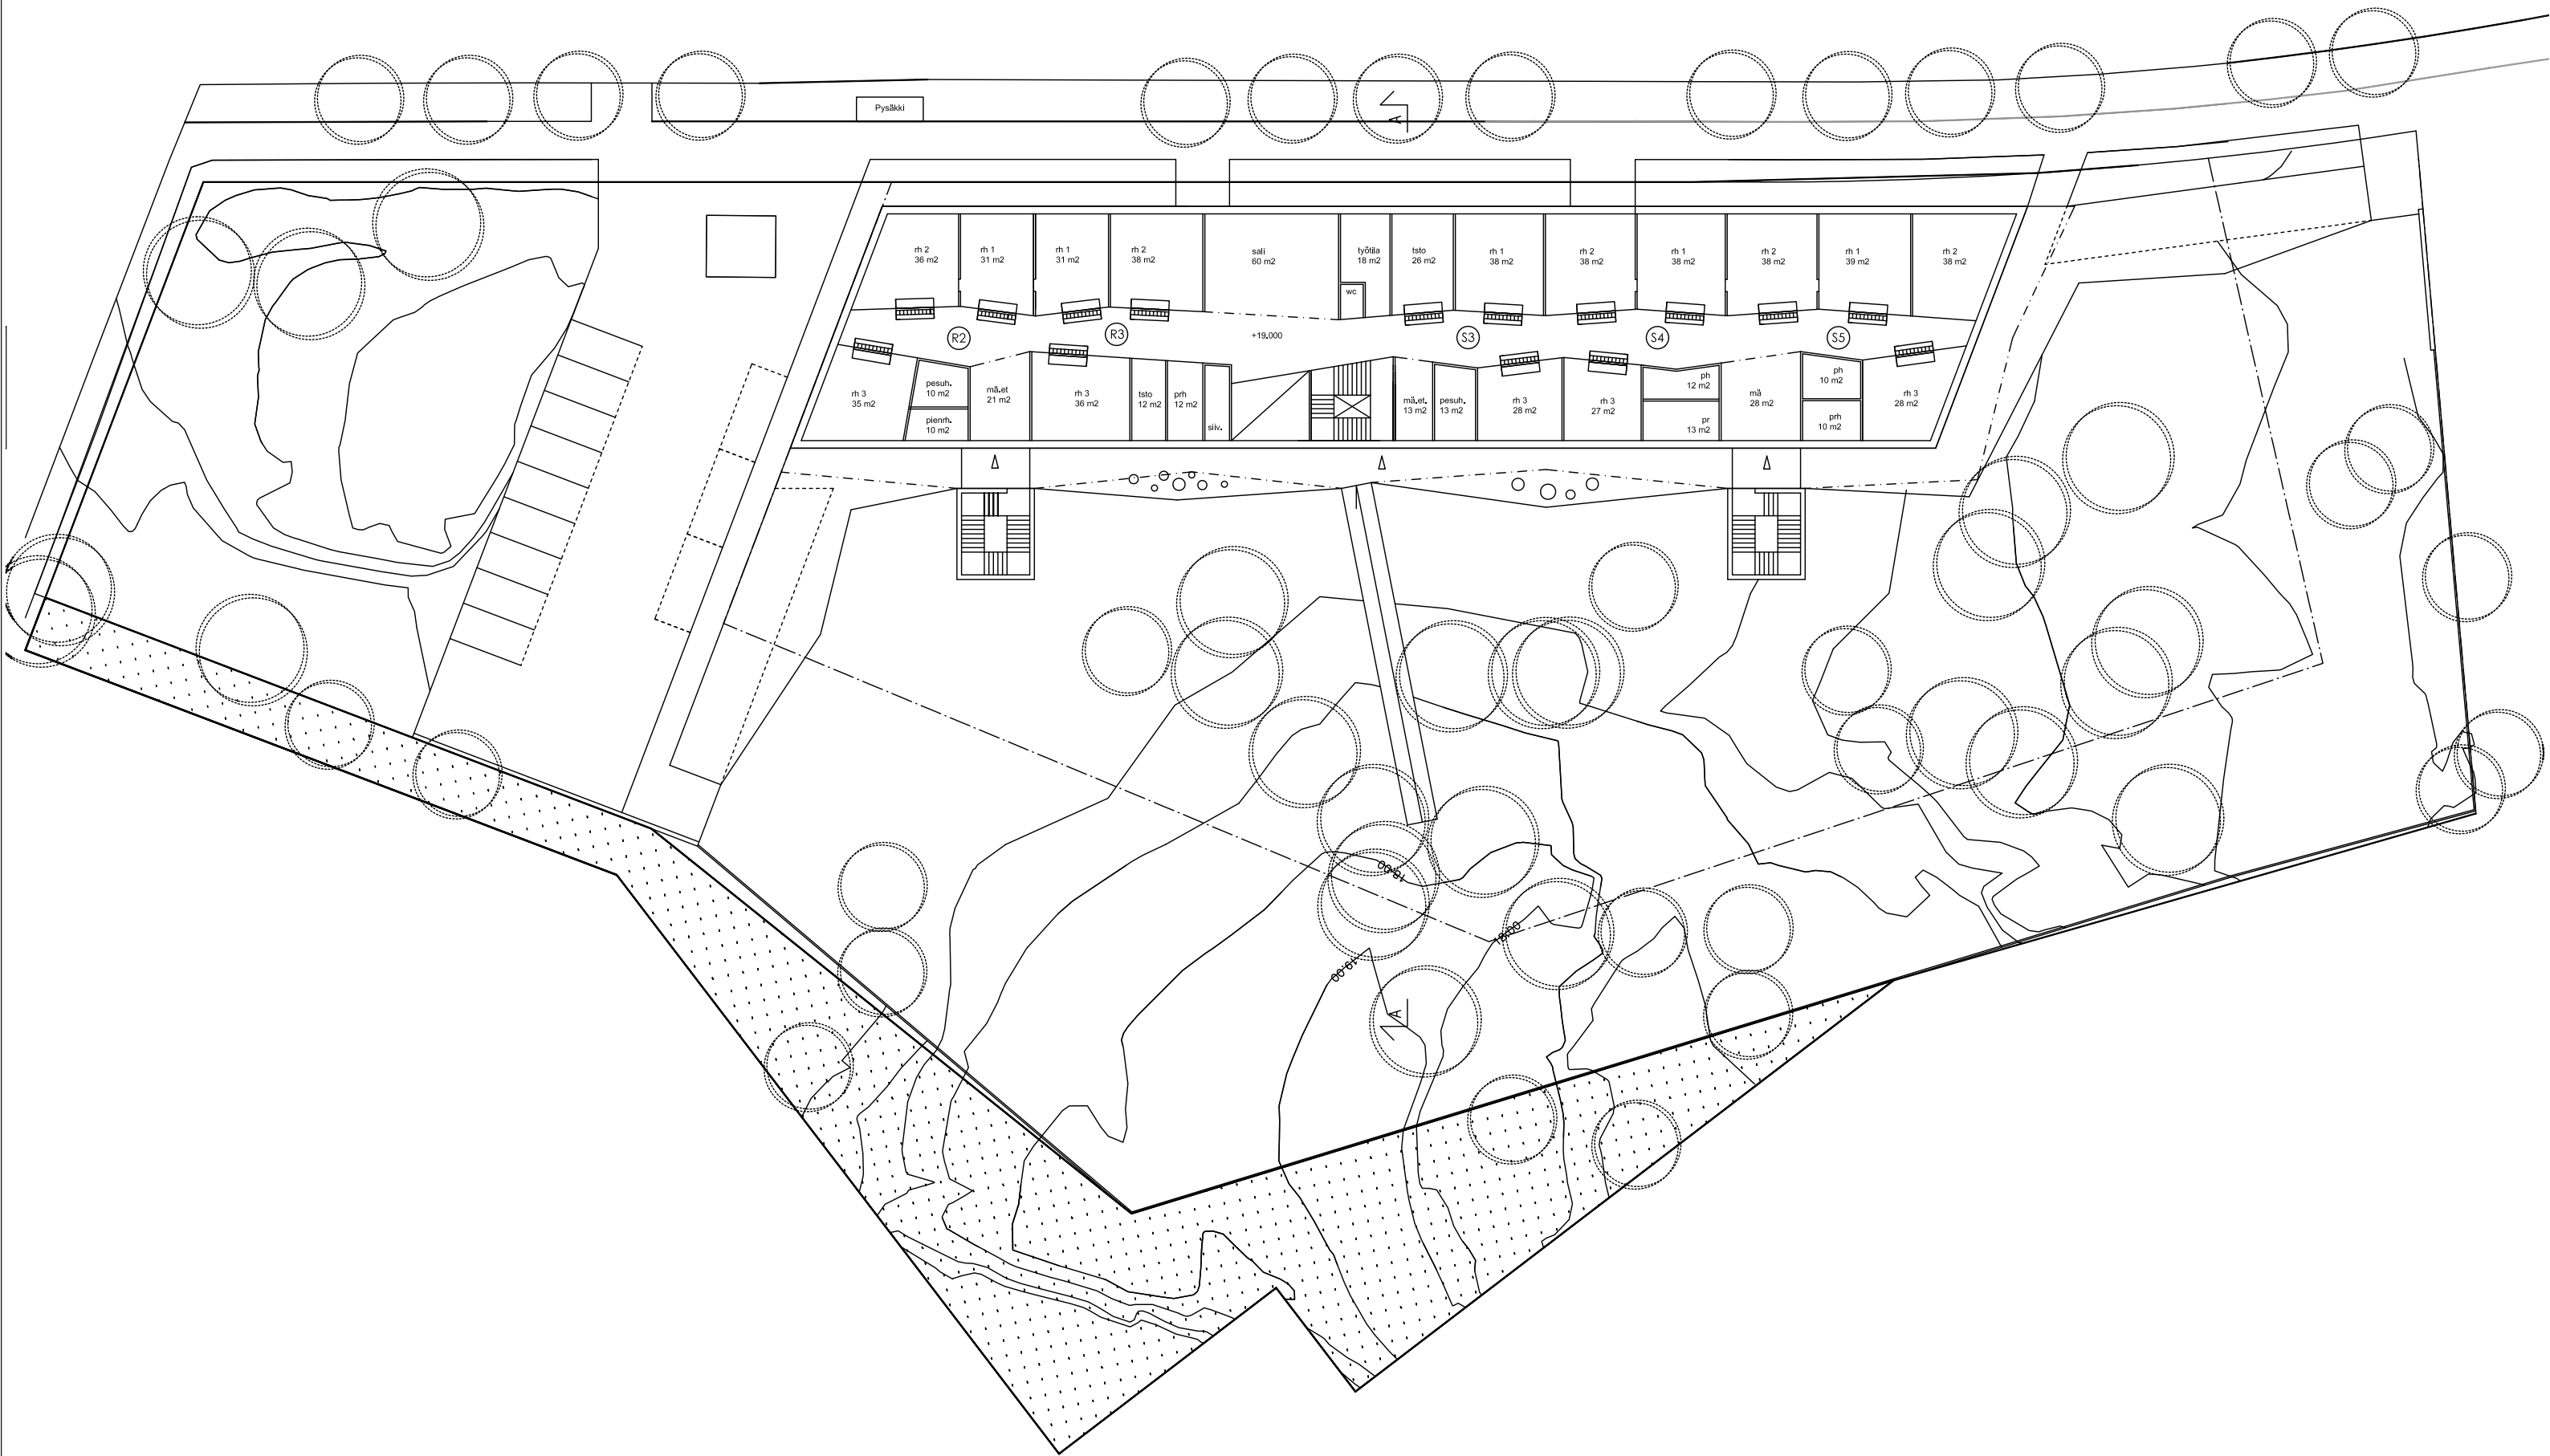 Pysäkki
A
rh 2
36 m2
rh 1
31 m2
rh 1
31 m2
rh 2
38 m2
sali
60 m2
työtila
18 m2
wc
tsto
26 m2
rh 1
38 m2
rh 2
38 m2
rh 1
38 m2
rh 2
38 m2
rh 1
39 m2
rh 2
38 m2
R2
R3
+19.000
S3
S4
S5
rh 3
35 m2
pesuh.
10 m2
pienrh.
10 m2
mä.et
21 m2
rh 3
36 m2
tsto
12 m2
prh
12 m2
siiv.
mä.et.
13 m2
pesuh.
13 m2
rh 3
28 m2
rh 3
27 m2
ph
12 m2
pr
13 m2
mä
28 m2
ph
10 m2
prh
10 m2
rh 3
28 m2
18.00
19.00
A